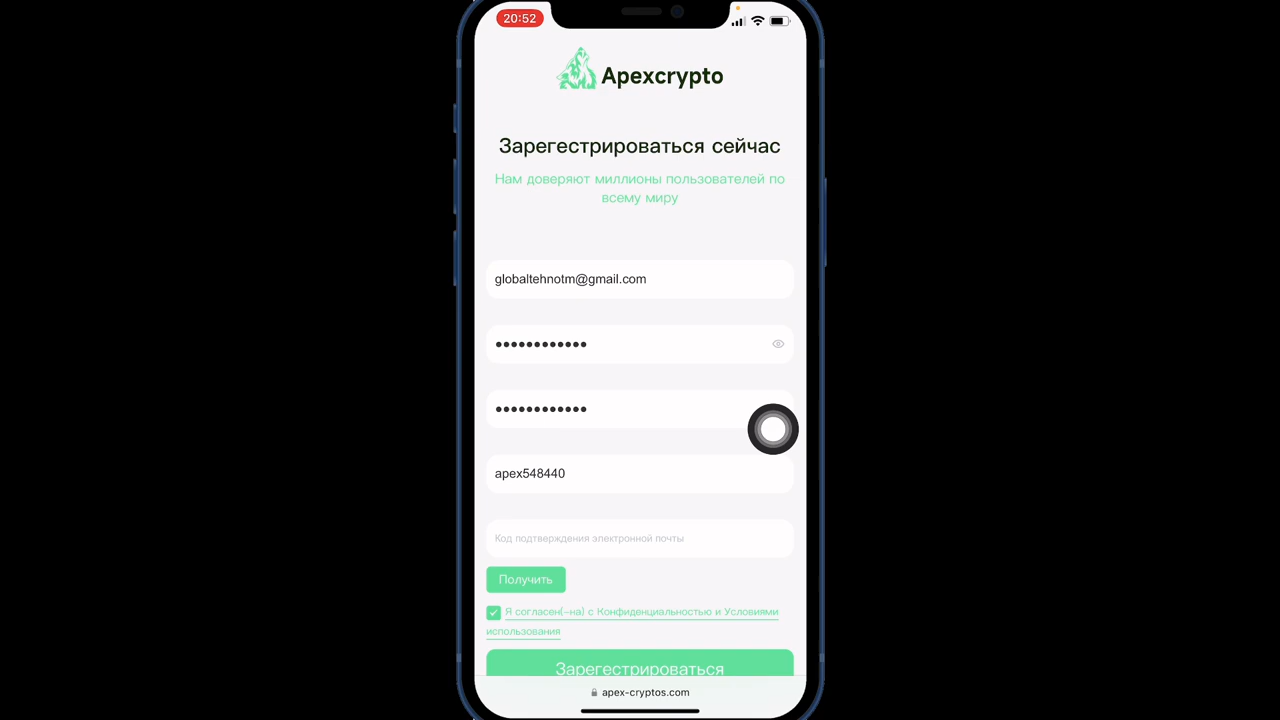 20:52
Apexcrypto
Зарегестрироваться сейчас
Нам доверяют миллионы пользователей по
всему миру
globaltehnotm@gmail.com
••••••••••••
••••••••••••
apex548440
Код подтверждения электронной почты
Получить
Я согласен(-на) с Конфиденциальностью и Условиями
использования
Зарегестрироваться
apex-cryptos.com